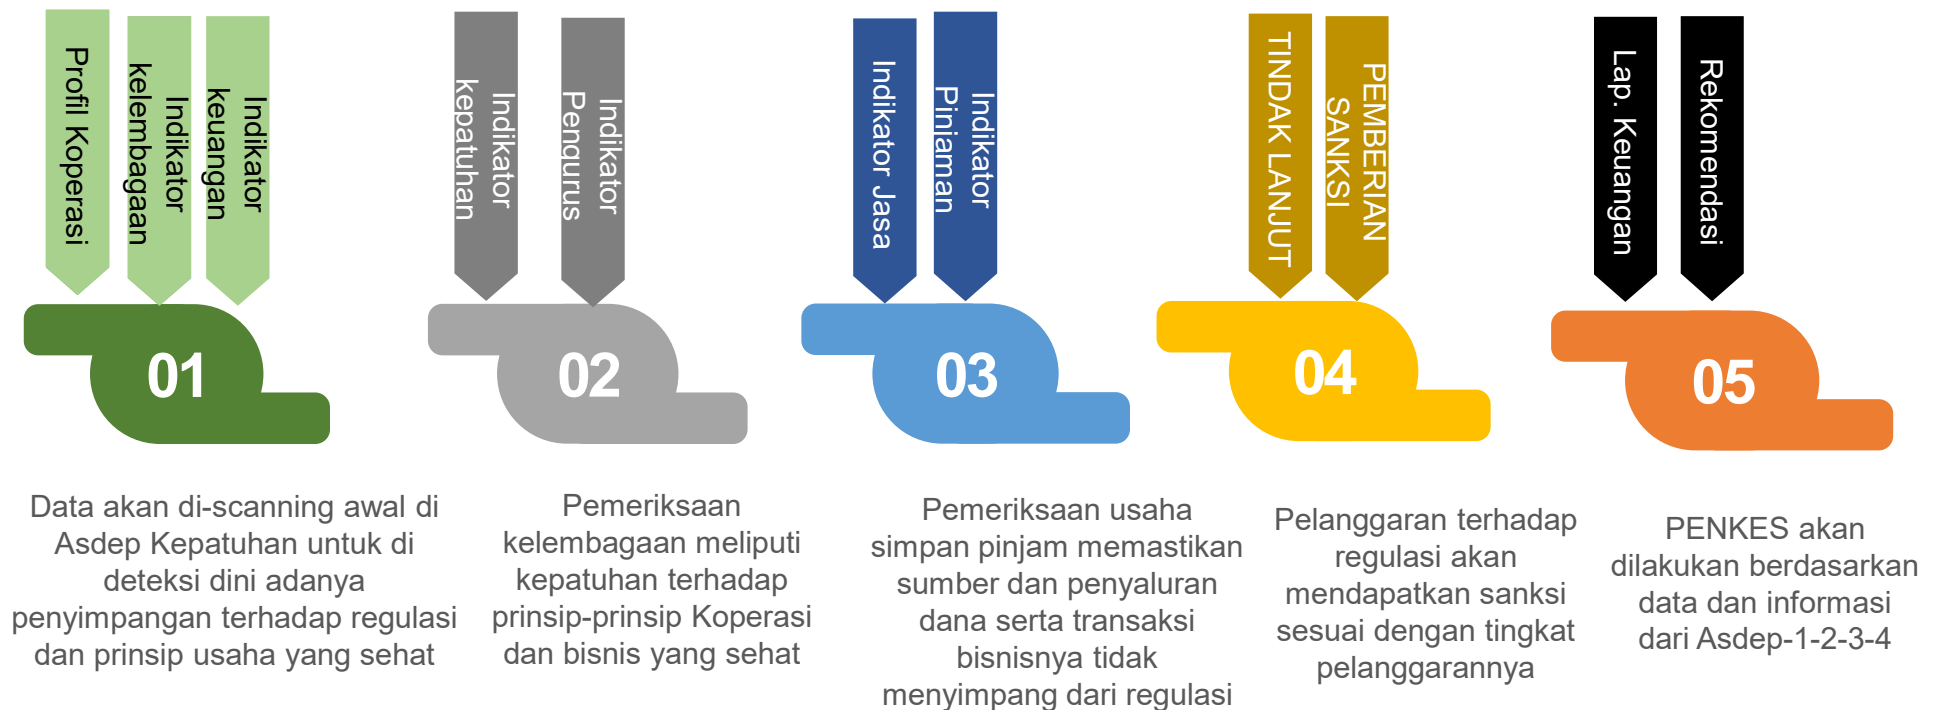 Profil Koperasi
Indikator
kelembagaan
Indikator
keuangan
01
Data akan di-scanning awal di
Asdep Kepatuhan untuk di
deteksi dini adanya
penyimpangan terhadap regulasi
dan prinsip usaha yang sehat
Indikator
kepatuhan
Indikator
Pengurus
02
Pemeriksaan
kelembagaan meliputi
kepatuhan terhadap
prinsip-prinsip Koperasi
dan bisnis yang sehat
Indikator Jasa
Indikator
Pinjaman
03
Pemeriksaan usaha
simpan pinjam memastikan
sumber dan penyaluran
dana serta transaksi
bisnisnya tidak
menyimpang dari regulasi
TINDAK LANJUT
PEMBERIAN
SANKSI
04
Pelanggaran terhadap
regulasi akan
mendapatkan sanksi
sesuai dengan tingkat
pelanggarannya
Lap. Keuangan
Rekomendasi
05
PENKES akan
dilakukan berdasarkan
data dan informasi
dari Asdep-1-2-3-4